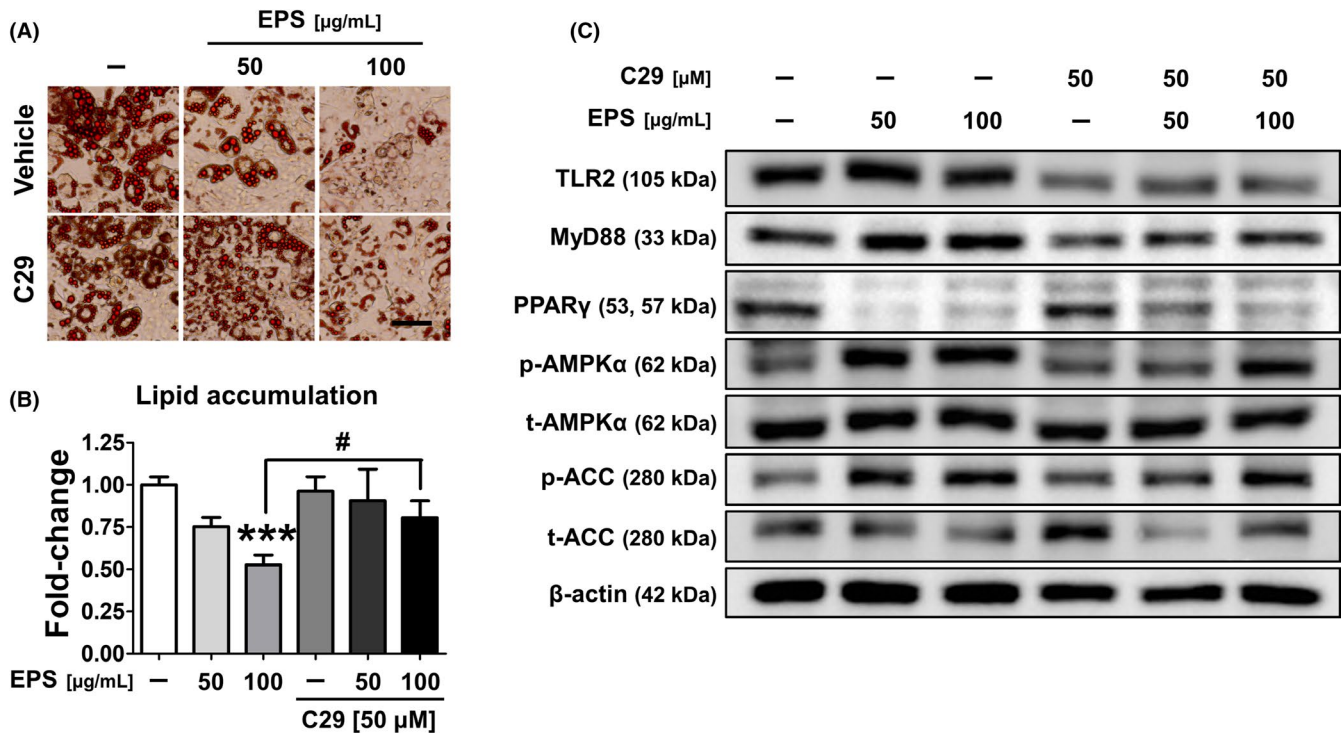 (A)
EPS [µg/mL]
– 50 100
Vehicle
C29
(B)
Lipid accumulation
Fold-change
1.25
1.00
0.75
0.50
0.25
0.00
***
#
EPS [µg/mL] – 50 100 – 50 100
C29 [50 µM]
(C)
C29 [µM] – – – 50 50 50
EPS [µg/mL] – 50 100 – 50 100
TLR2 (105 kDa)
MyD88 (33 kDa)
PPARγ (53, 57 kDa)
p-AMPKα (62 kDa)
t-AMPKα (62 kDa)
p-ACC (280 kDa)
t-ACC (280 kDa)
β-actin (42 kDa)